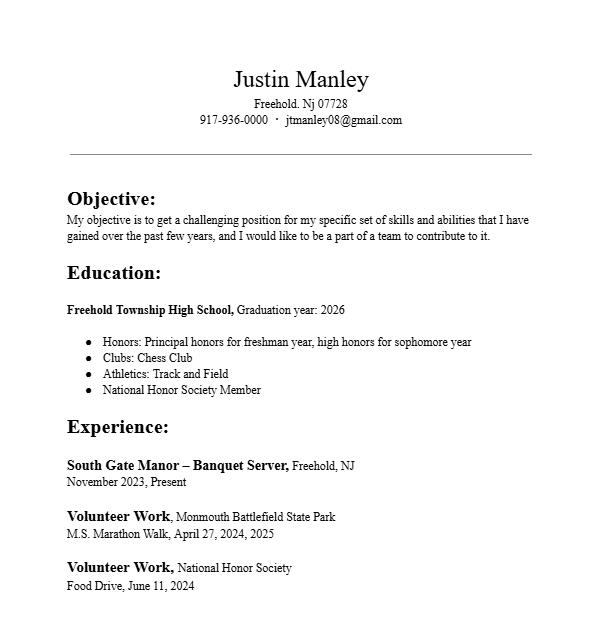 Justin Manley
Freehold. Nj 07728
917-936-0000 · jtmanley08@gmail.com
Objective:
My objective is to get a challenging position for my specific set of skills and abilities that I have
gained over the past few years, and I would like to be a part of a team to contribute to it.
Education:
Freehold Township High School, Graduation year: 2026
● Honors: Principal honors for freshman year, high honors for sophomore year
● Clubs: Chess Club
● Athletics: Track and Field
● National Honor Society Member
Experience:
South Gate Manor – Banquet Server, Freehold, NJ
November 2023, Present
Volunteer Work, Monmouth Battlefield State Park
M.S. Marathon Walk, April 27, 2024, 2025
Volunteer Work, National Honor Society
Food Drive, June 11, 2024